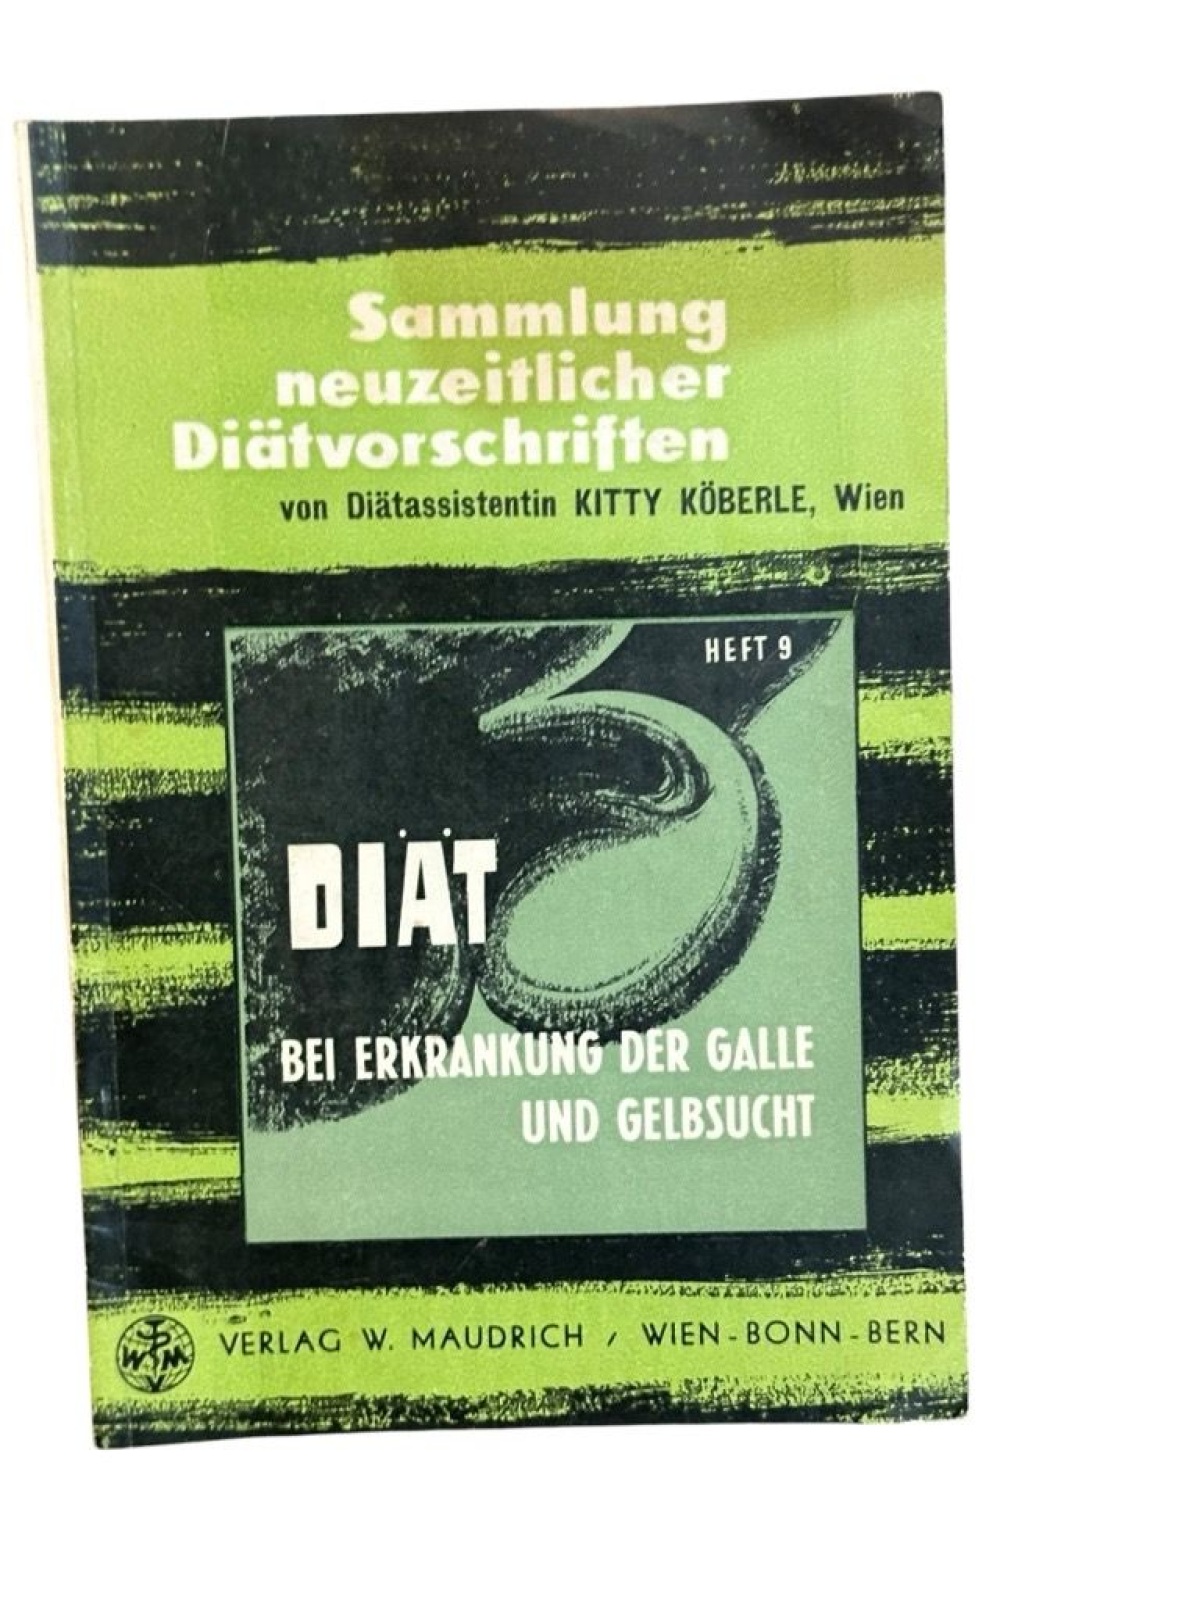 Sammlung
neuzeitlicher
Diätvorschriften
von Diätassistentin KITTY KÖBERLE, Wien
HEFT 9
DIÄT
BEI ERKRANKUNG DER GALLE
UND GELBSUCHT
W M
V
VERLAG W. MAUDRICH / WIEN - BONN - BERN